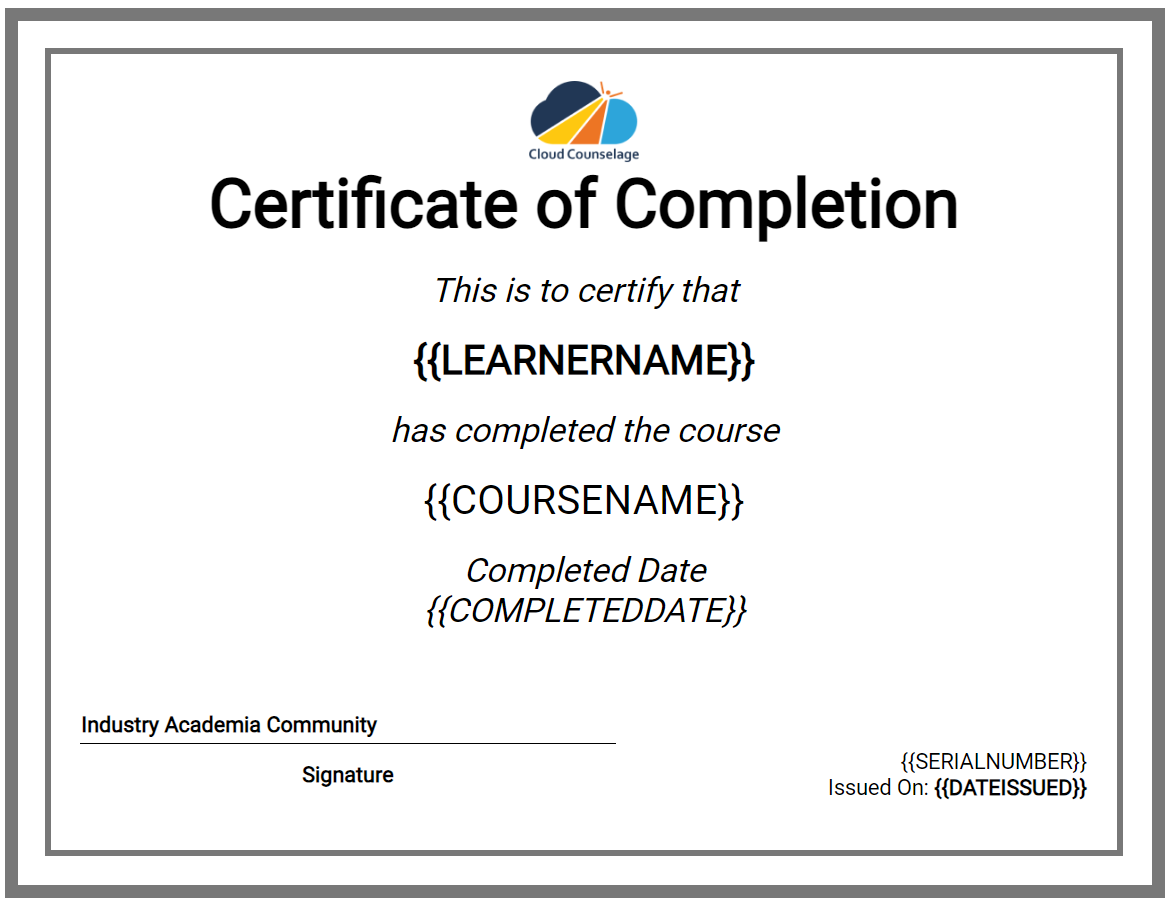 Cloud Counselage
Certificate of Completion
This is to certify that
{{LEARNERNAME}}
has completed the course
{{COURSENAME}}
Completed Date
{{COMPLETEDDATE}}
Industry Academia Community
Signature
{{SERIALNUMBER}}
Issued On: {{DATEISSUED}}